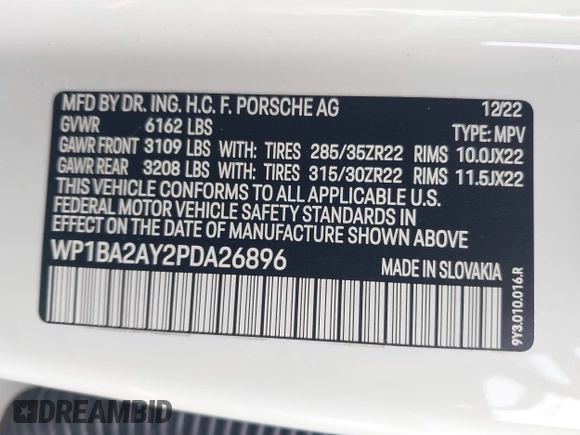 MFD BY DR. ING. H.C. F. PORSCHE AG 12/22
GVWR 6162 LBS TYPE: MPV
GAWR FRONT 3109 LBS WITH: TIRES 285/35ZR22 RIMS 10.0JX22
GAWR REAR 3208 LBS WITH: TIRES 315/30ZR22 RIMS 11.5JX22
THIS VEHICLE CONFORMS TO ALL APPLICABLE U.S.
FEDERAL MOTOR VEHICLE SAFETY STANDARDS IN
EFFECT ON THE DATE OF MANUFACTURE SHOWN ABOVE
WP1BA2AY2PDA26896 MADE IN SLOVAKIA
9Y3.010.016.R
DREAMBID